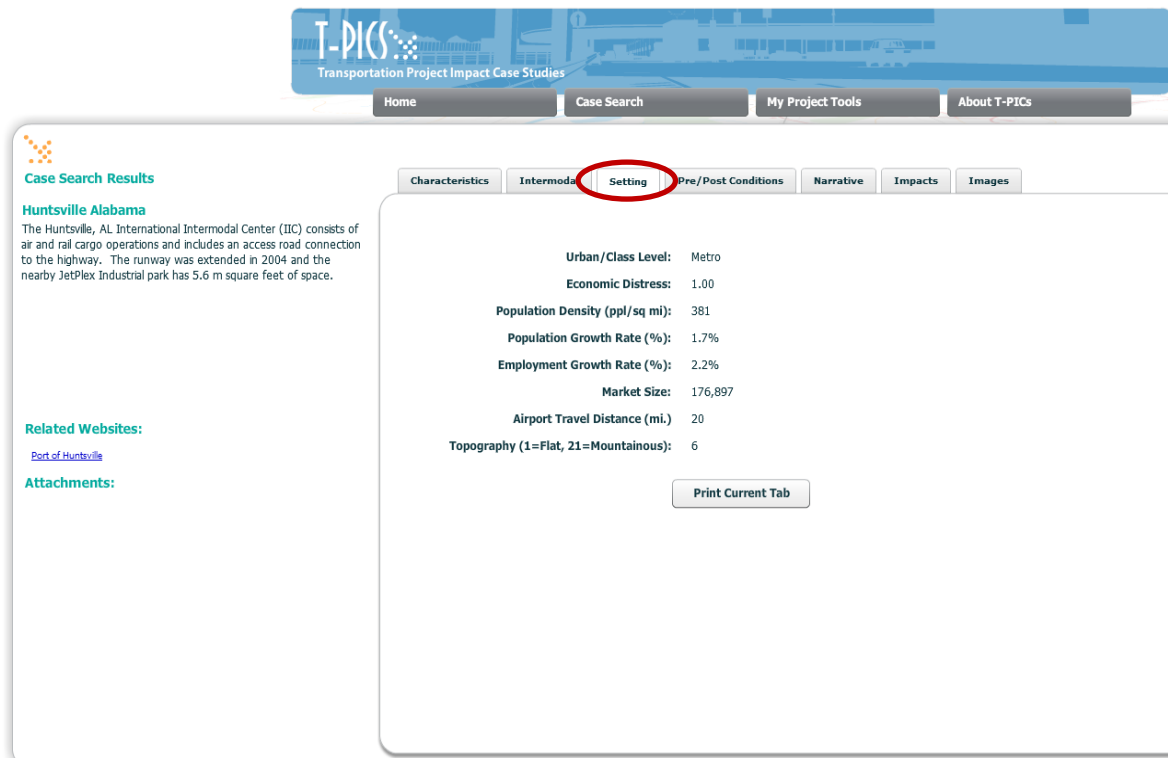 T-PICS
Transportation Project Impact Case Studies
Home
Case Search
My Project Tools
About T-PICs
Case Search Results
Huntsville Alabama
The Huntsville, AL International Intermodal Center (IIC) consists of
air and rail cargo operations and includes an access road connection
to the highway. The runway was extended in 2004 and the
nearby JetPlex Industrial park has 5.6 m square feet of space.
Related Websites:
Port of Huntsville
Attachments:
Characteristics
Intermoda
Setting
Pre/Post Conditions
Narrative
Impacts
Images
Urban/Class Level: Metro
Economic Distress: 1.00
Population Density (ppl/sq mi): 381
Population Growth Rate (%): 1.7%
Employment Growth Rate (%): 2.2%
Market Size: 176,897
Airport Travel Distance (mi.) 20
Topography (1=Flat, 21=Mountainous): 6
Print Current Tab